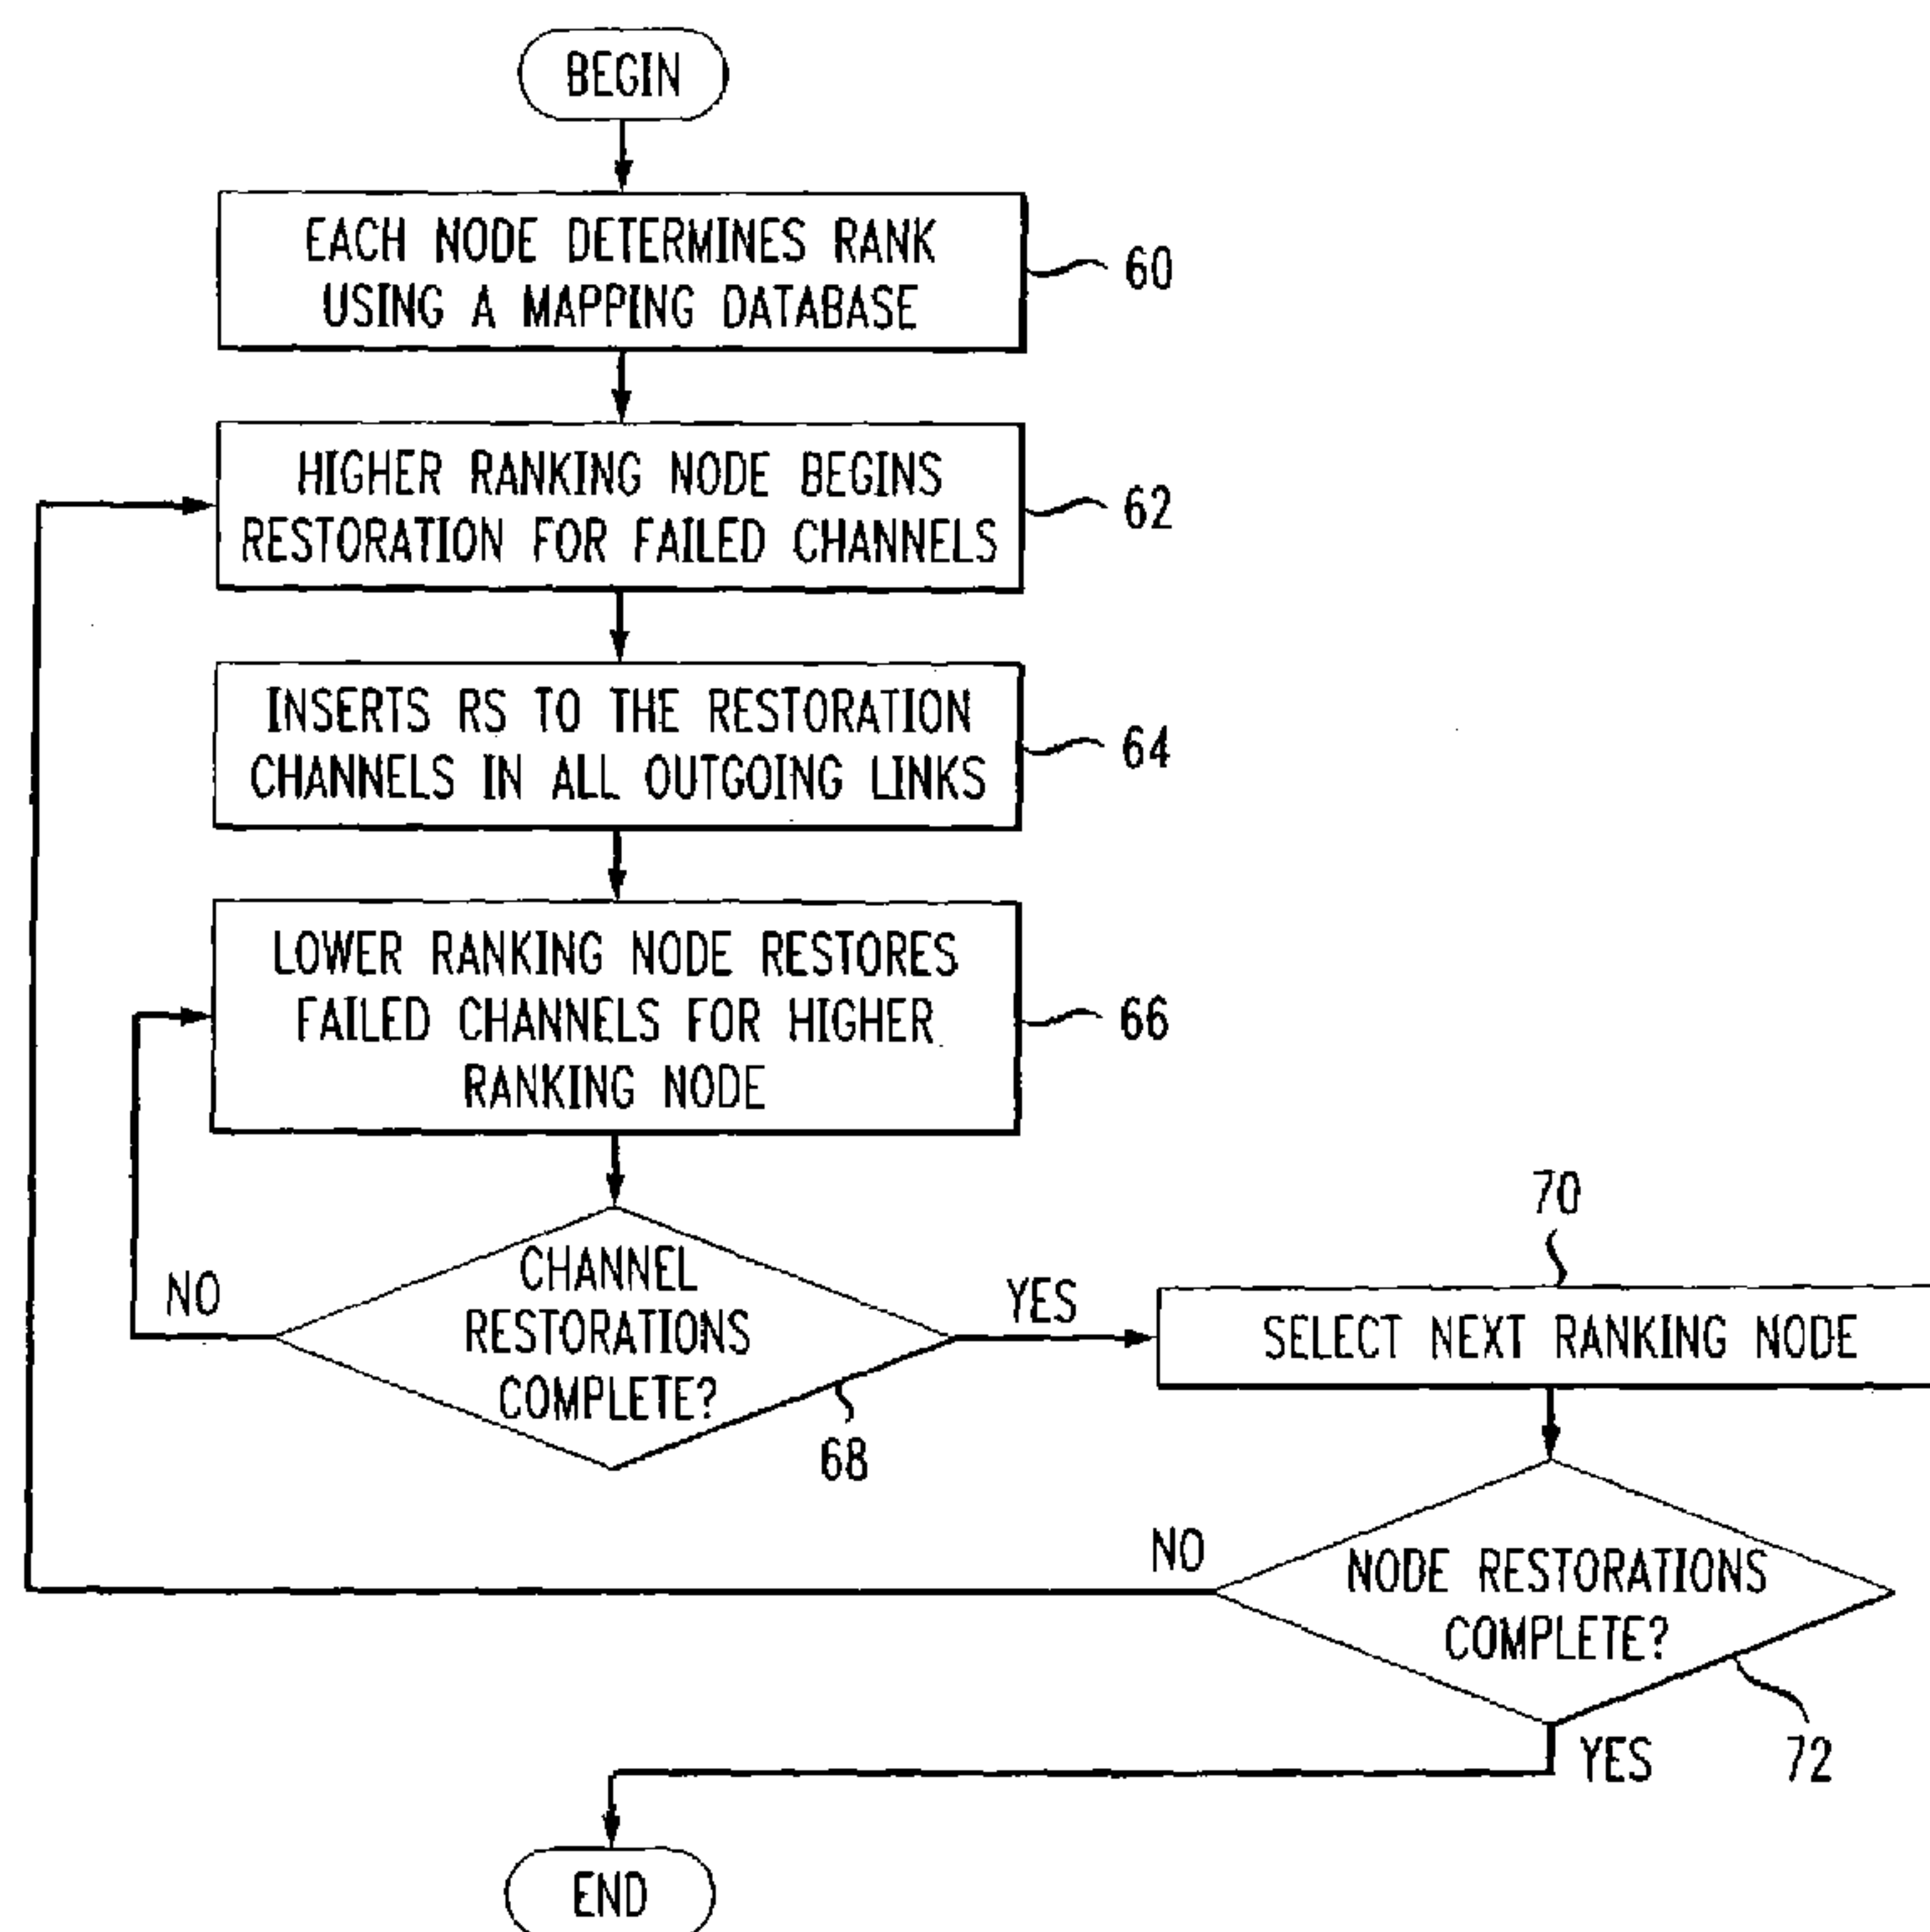 BEGIN
EACH NODE DETERMINES RANK
USING A MAPPING DATABASE
60
HIGHER RANKING NODE BEGINS
RESTORATION FOR FAILED CHANNELS
62
INSERTS RS TO THE RESTORATION
CHANNELS IN ALL OUTGOING LINKS
64
LOWER RANKING NODE RESTORES
FAILED CHANNELS FOR HIGHER
RANKING NODE
66
CHANNEL
RESTORATIONS
COMPLETE?
68
NO
YES
70
SELECT NEXT RANKING NODE
NO
NODE RESTORATIONS
COMPLETE?
72
YES
END